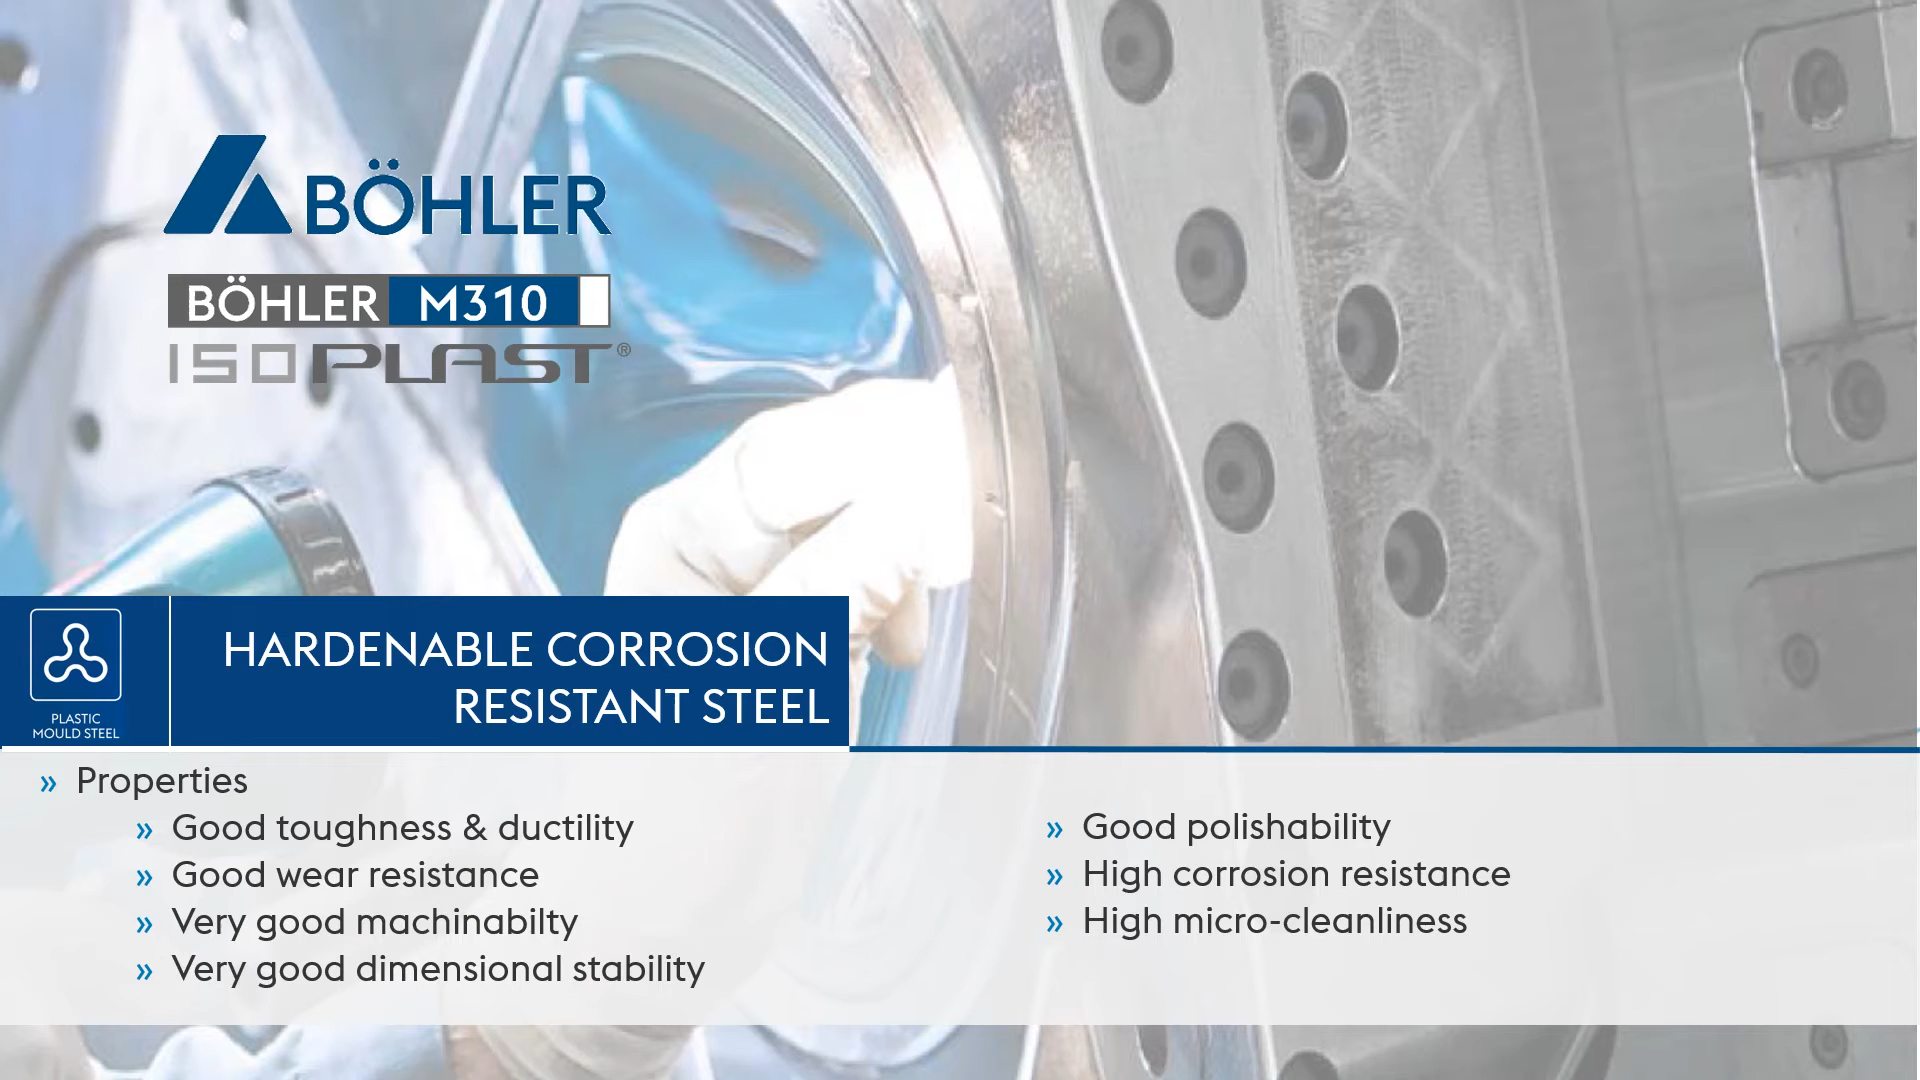 BÖHLER
BÖHLER M310
ISOPLAST®
HARDENABLE CORROSION
RESISTANT STEEL
PLASTIC
MOULD STEEL
» Properties
» Good toughness & ductility
» Good wear resistance
» Very good machinabilty
» Very good dimensional stability
» Good polishability
» High corrosion resistance
» High micro-cleanliness